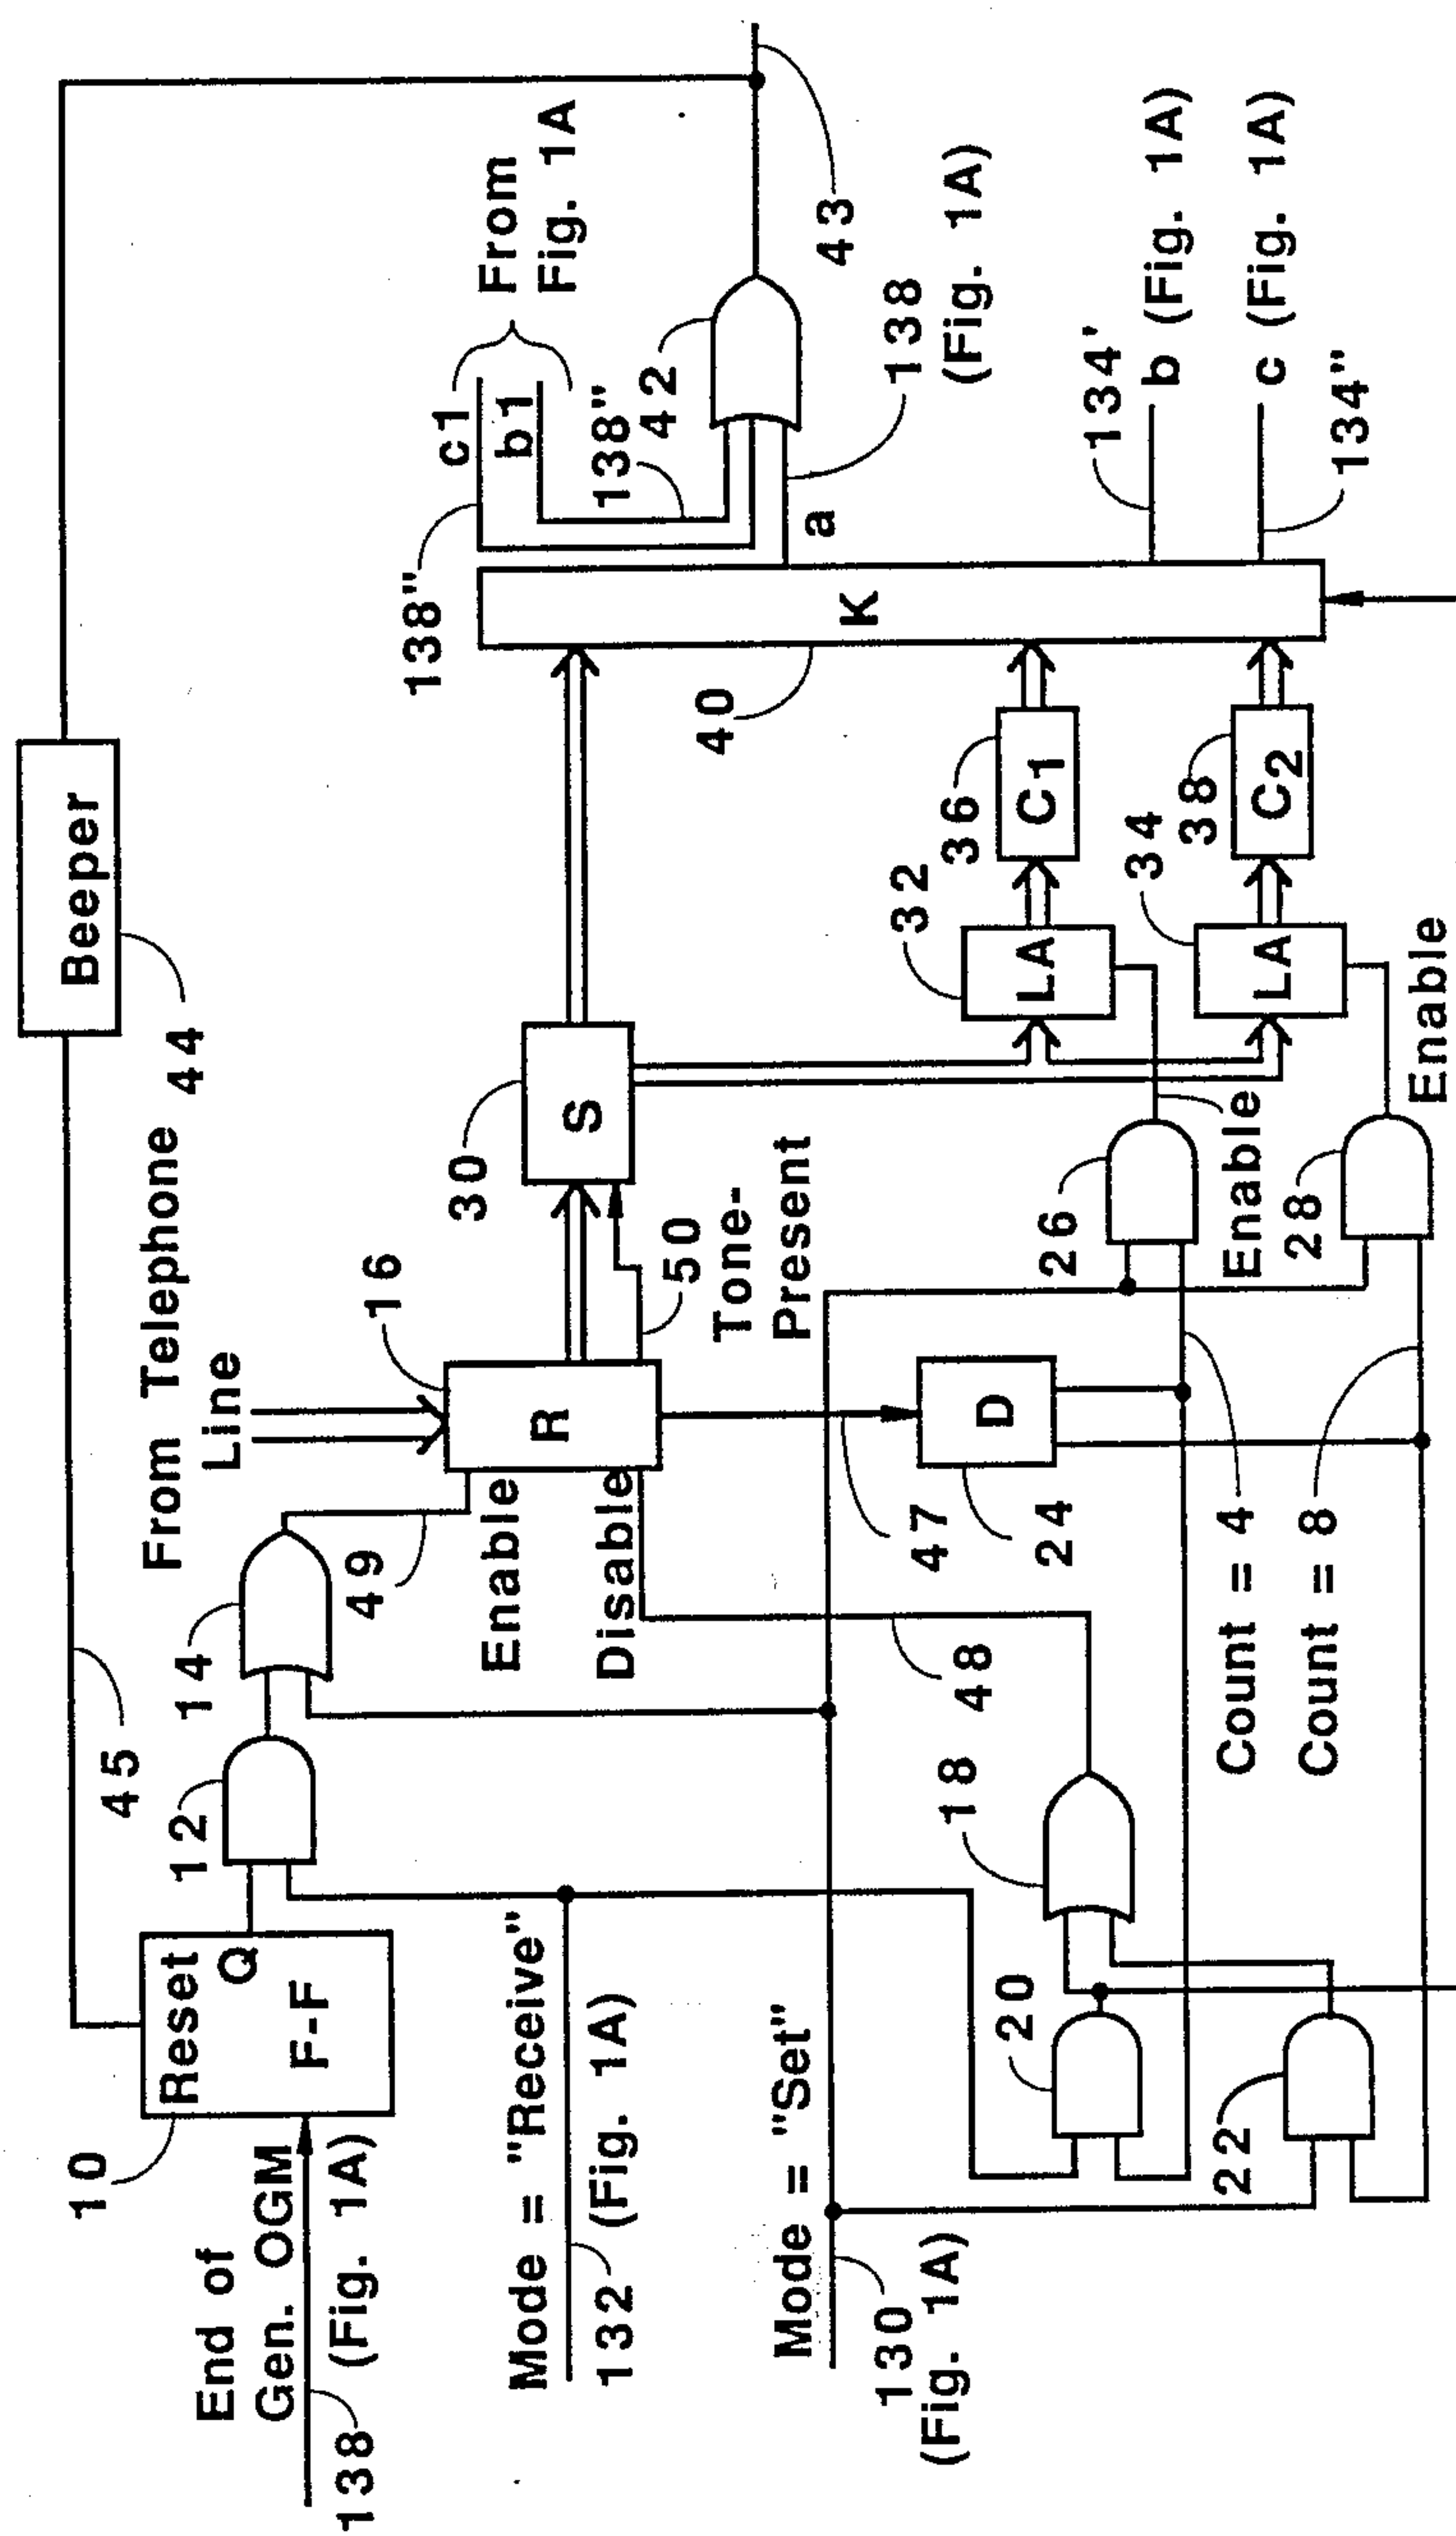 Beeper
44
45
From Telephone
Line
16
14
49
12
10
Reset
Q
F-F
End of
Gen. OGM
138 (Fig. 1A)
Enable
Disable
R
50
Tone-
Present
30
S
138"
c1
b1
From
Fig. 1A
138"
42
43
138
(Fig. 1A)
a
K
40
Mode = "Receive"
132 (Fig. 1A)
Mode = "Set"
130
(Fig. 1A)
47
D
24
48
18
20
22
Count = 4
Count = 8
26
Enable
28
Enable
32
LA
34
LA
36
C1
38
C2
134'
b (Fig. 1A)
c (Fig. 1A)
134"